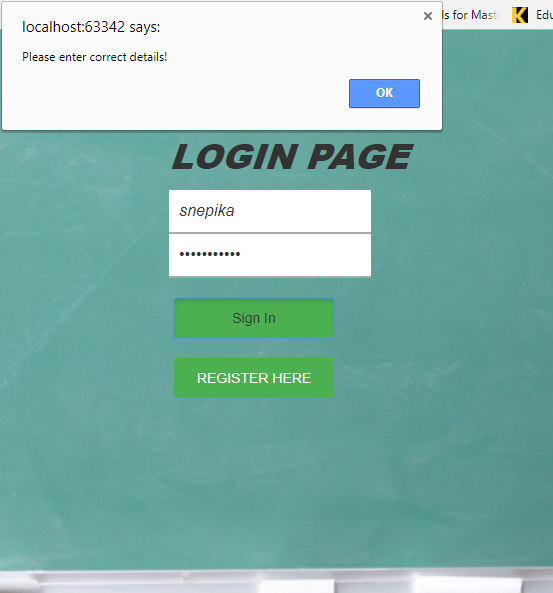 localhost:63342 says:
Please enter correct details!
OK
ls for Mast
Edu
LOGIN PAGE
snepika
•••••••••••
Sign In
REGISTER HERE